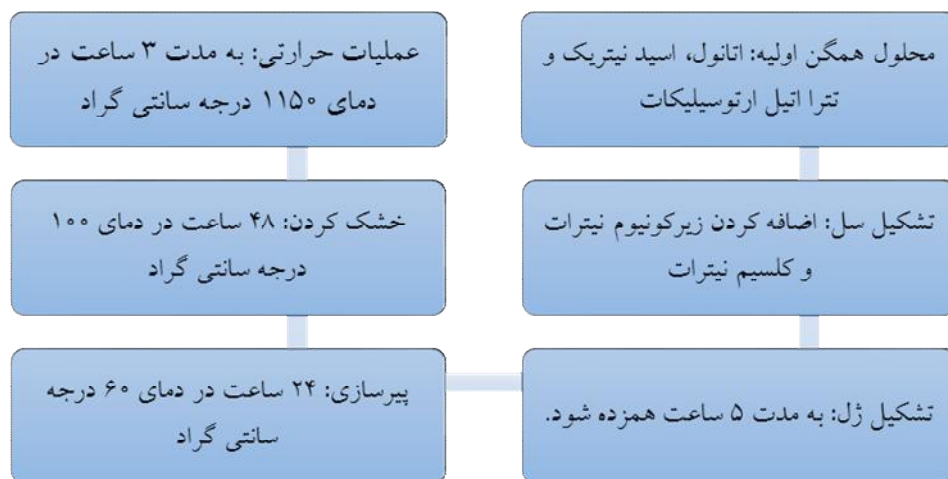 محلول همگن اولیه: اتانول، اسید نیتریک و
تترا اتیل ارتوسیلیکات
تشکیل سل: اضافه کردن زیرکونیوم نیترات
و کلسیم نیترات
تشکیل ژل: به مدت ۵ ساعت همزده شود.
پیرسازی: ۲۴ ساعت در دمای ۶۰ درجه
سانتی گراد
خشک کردن: ۴۸ ساعت در دمای ۱۰۰
درجه سانتی گراد
عملیات حرارتی: به مدت ۳ ساعت در
دمای ۱۱۵۰ درجه سانتی گراد